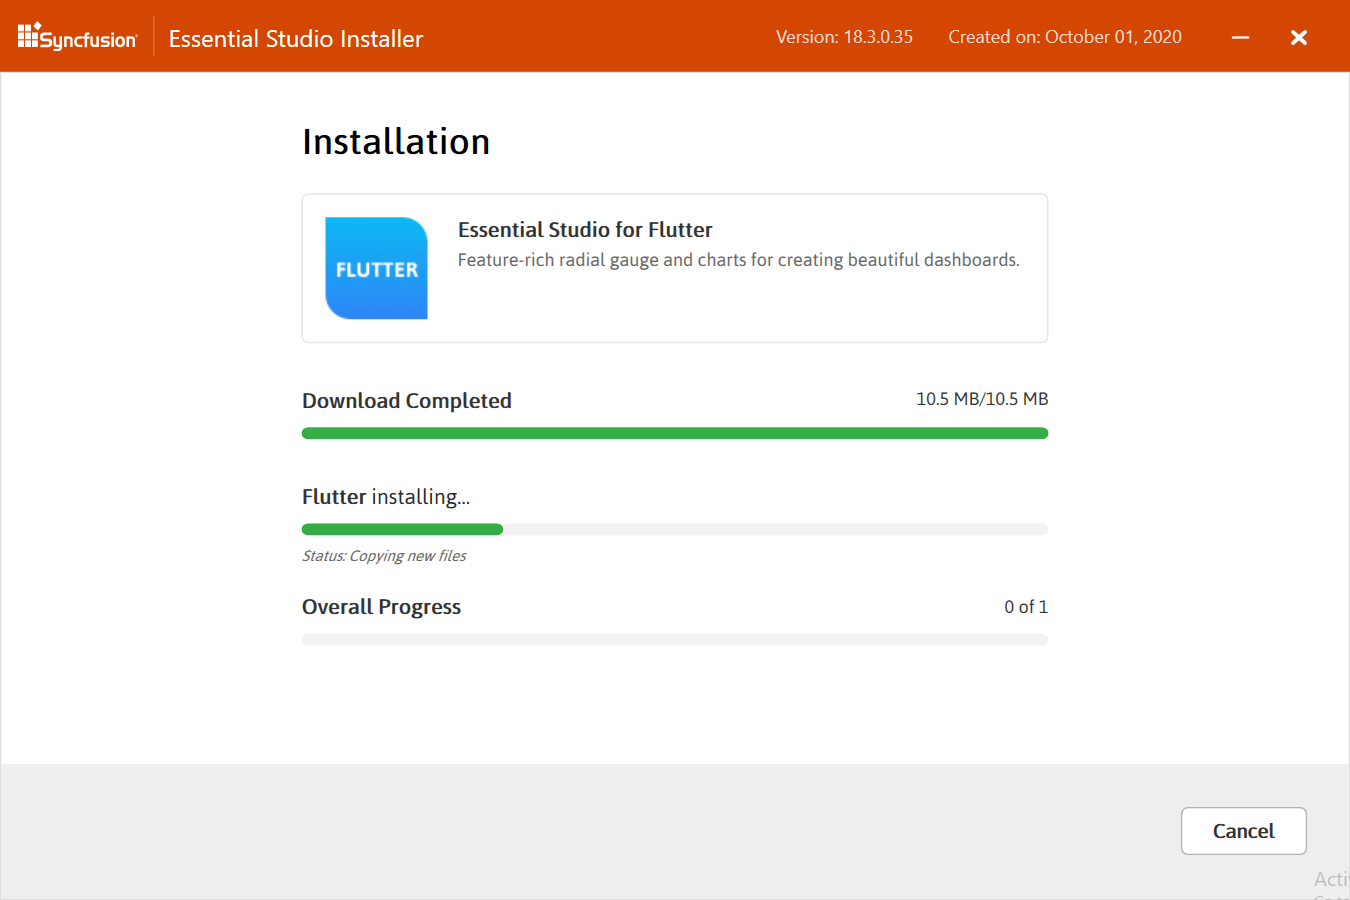 Syncfusion
Essential Studio Installer
Version: 18.3.0.35
Created on: October 01, 2020
Installation
FLUTTER
Essential Studio for Flutter
Feature-rich radial gauge and charts for creating beautiful dashboards.
Download Completed
10.5 MB/10.5 MB
Flutter installing...
Status: Copying new files
Overall Progress
0 of 1
Cancel